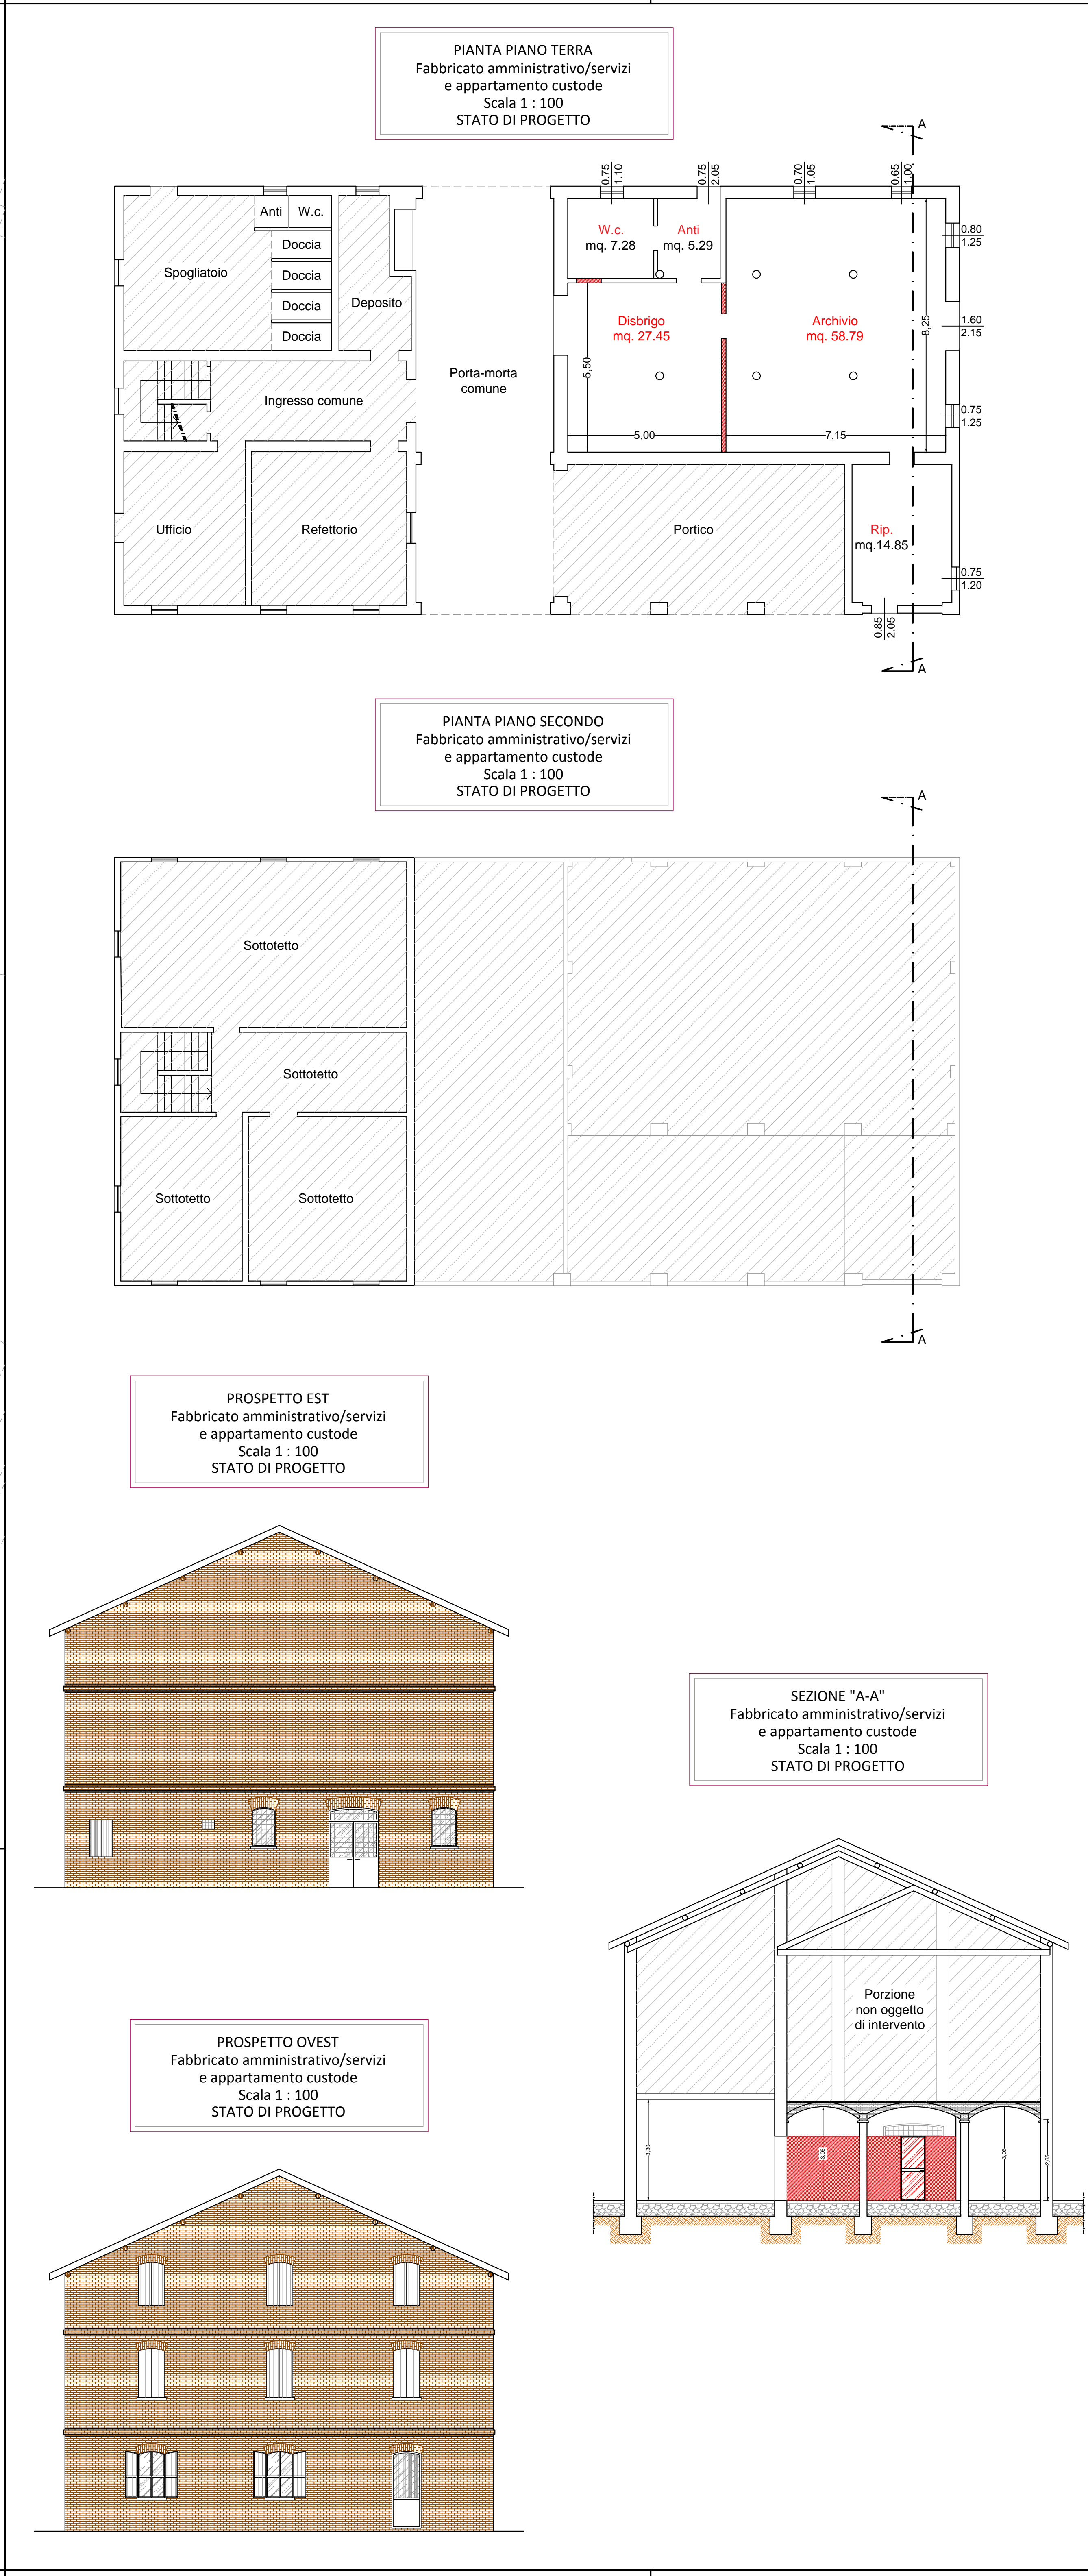 PIANTA PIANO TERRA
Fabbricato amministrativo/servizi
e appartamento custode
Scala 1 : 100
STATO DI PROGETTO
A
0.75
1.10
0.75
2.05
0.70
1.05
0.65
1.00
Anti
W.c.
Doccia
Doccia
Doccia
Doccia
Spogliatoio
Deposito
W.c.
mq. 7.28
Anti
mq. 5.29
0.80
1.25
Disbrigo
mq. 27.45
Archivio
mq. 58.79
8,25
1.60
2.15
5,50
Porta-morta
comune
Ingresso comune
0.75
1.25
5,00
7,15
Ufficio
Refettorio
Portico
Rip.
mq.14.85
0.75
1.20
0.85
2.05
A
PIANTA PIANO SECONDO
Fabbricato amministrativo/servizi
e appartamento custode
Scala 1 : 100
STATO DI PROGETTO
A
Sottotetto
Sottotetto
Sottotetto
Sottotetto
A
PROSPETTO EST
Fabbricato amministrativo/servizi
e appartamento custode
Scala 1 : 100
STATO DI PROGETTO
SEZIONE "A-A"
Fabbricato amministrativo/servizi
e appartamento custode
Scala 1 : 100
STATO DI PROGETTO
Porzione
non oggetto
di intervento
3.30
3.06
3.06
2.65
PROSPETTO OVEST
Fabbricato amministrativo/servizi
e appartamento custode
Scala 1 : 100
STATO DI PROGETTO